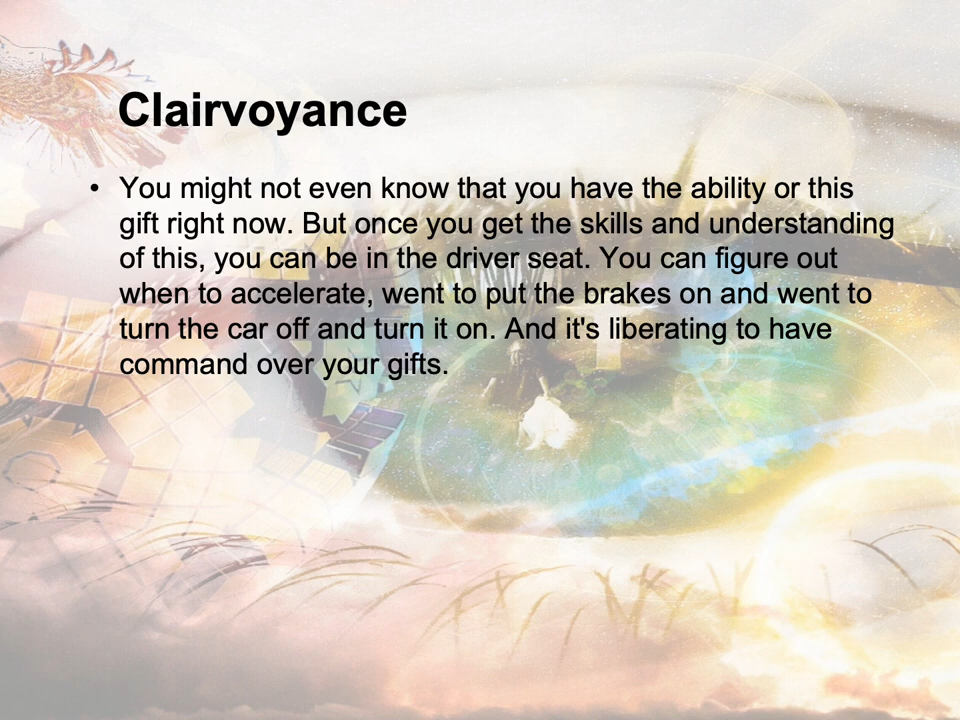 Clairvoyance
• You might not even know that you have the ability or this
gift right now. But once you get the skills and understanding
of this, you can be in the driver seat. You can figure out
when to accelerate, went to put the brakes on and went to
turn the car off and turn it on. And it's liberating to have
command over your gifts.